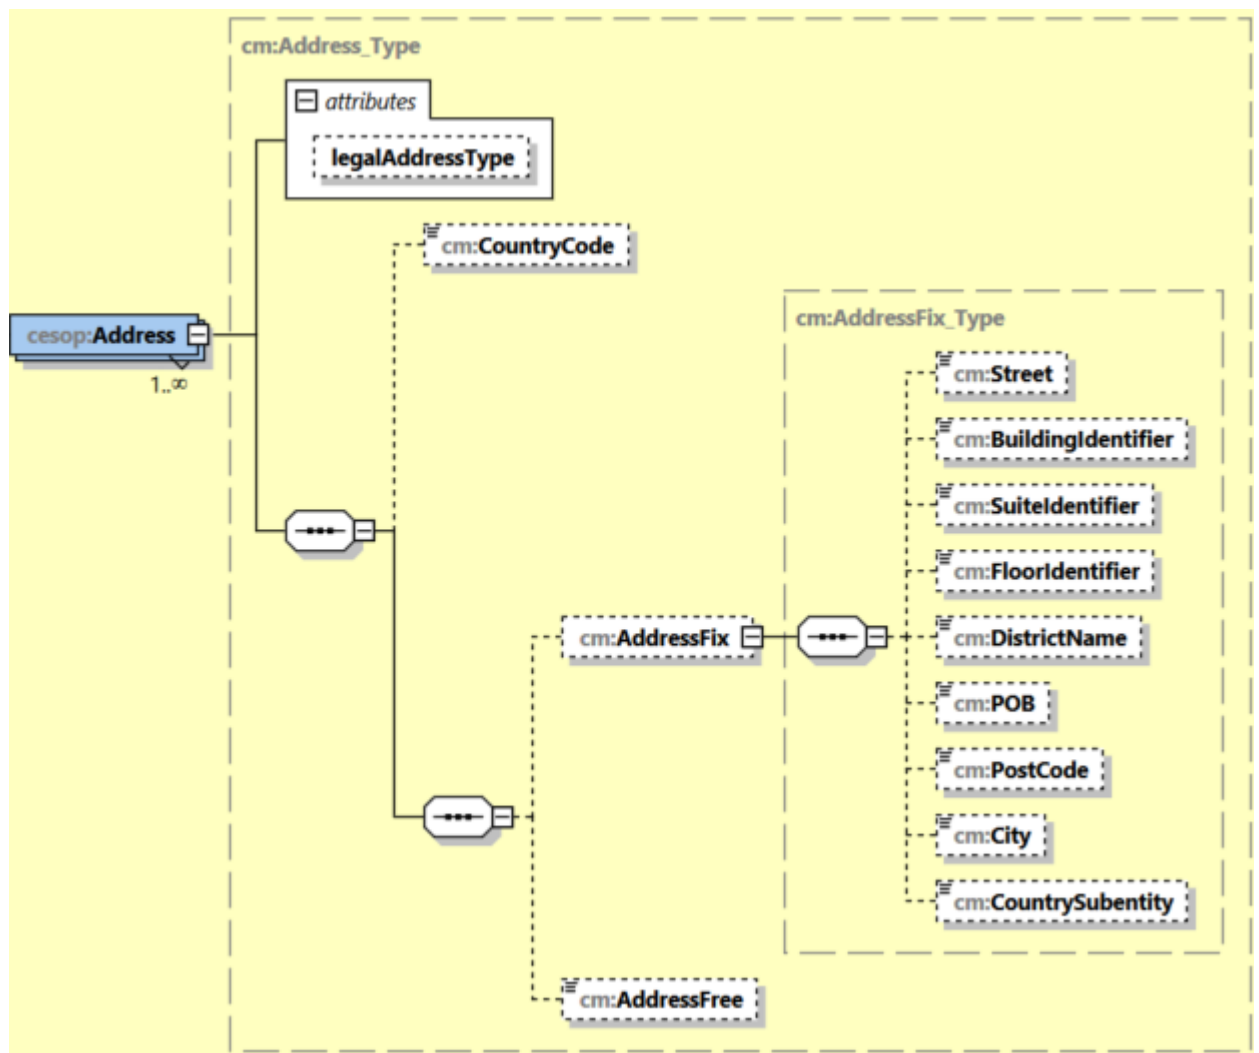 cm:Address_Type
attributes
legalAddressType
cm:CountryCode
cesop:Address
1..∞
cm:AddressFix_Type
cm:Street
cm:BuildingIdentifier
cm:SuiteIdentifier
cm:FloorIdentifier
cm:AddressFix
cm:DistrictName
cm:POB
cm:PostCode
cm:City
cm:CountrySubentity
cm:AddressFree